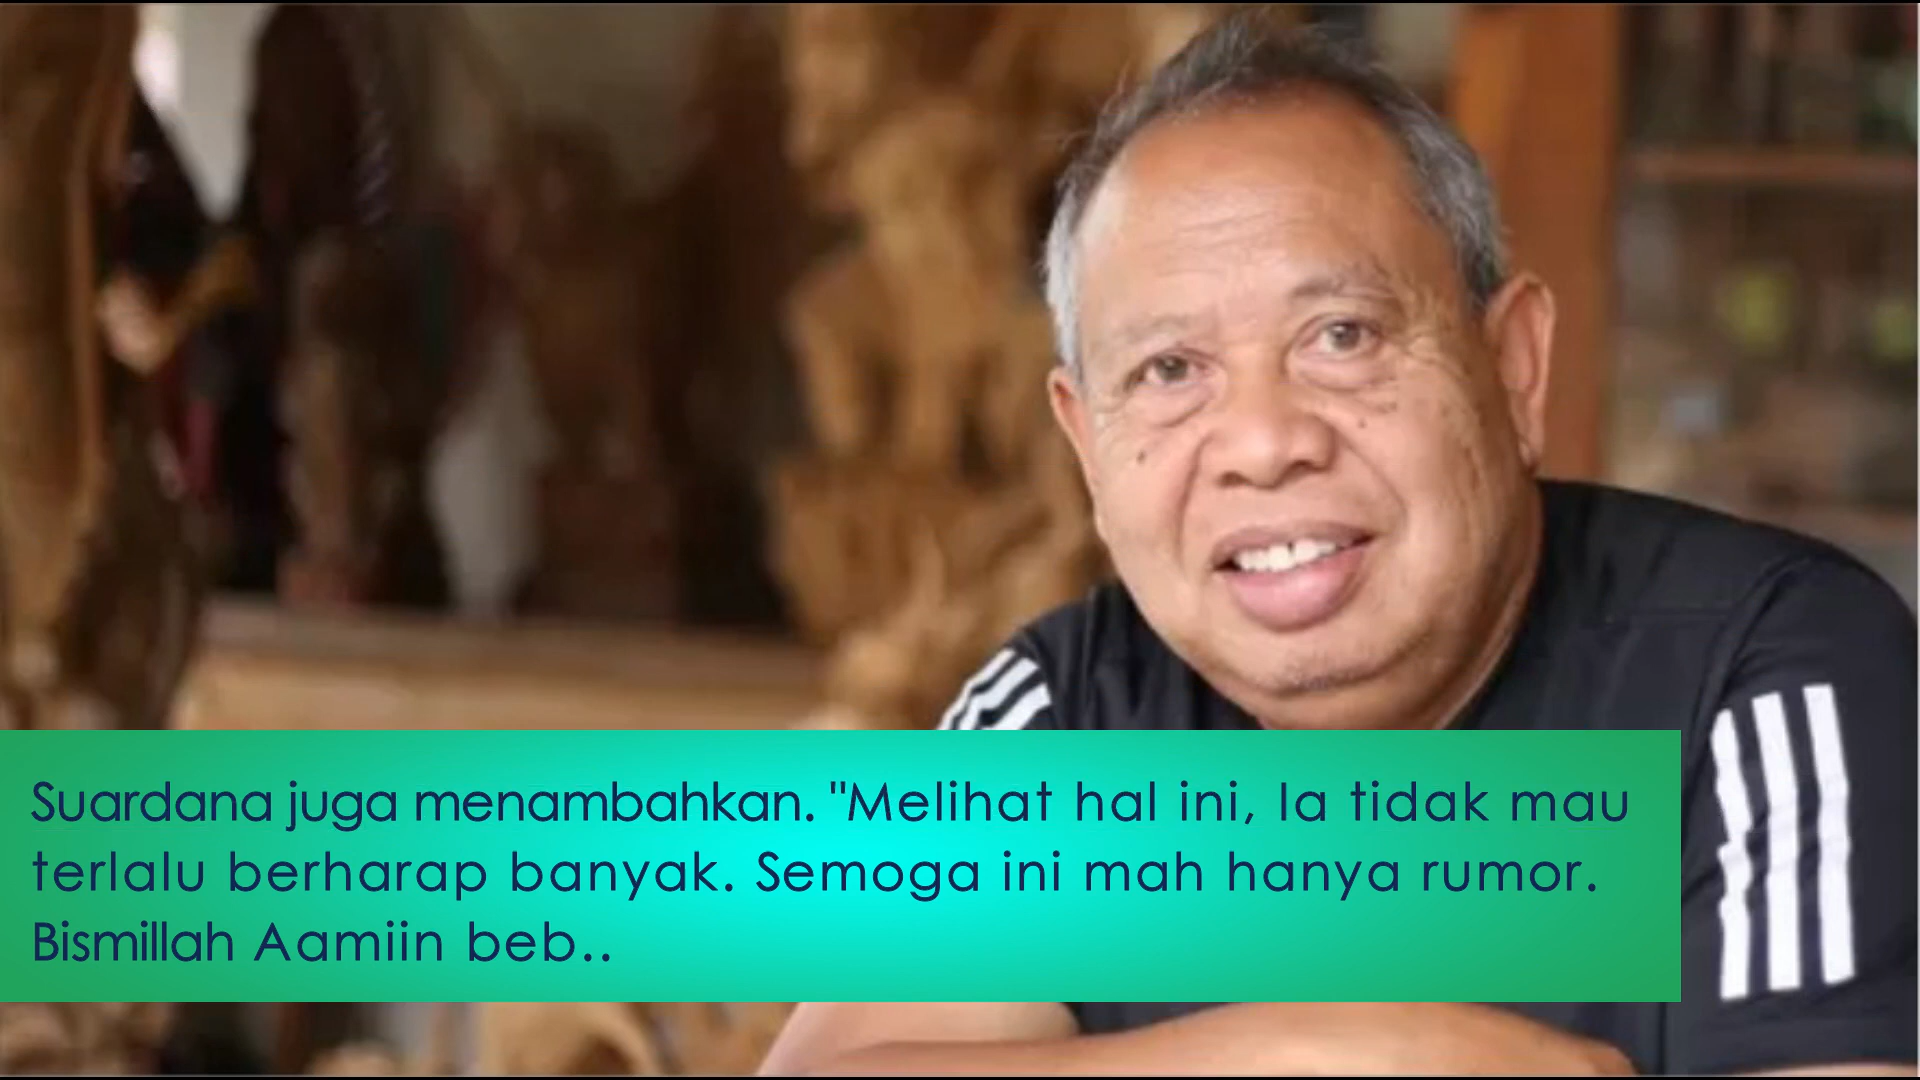 Suardana juga menambahkan. "Melihat hal ini, Ia tidak mau
terlalu berharap banyak. Semoga ini mah hanya rumor.
Bismillah Aamiin beb..